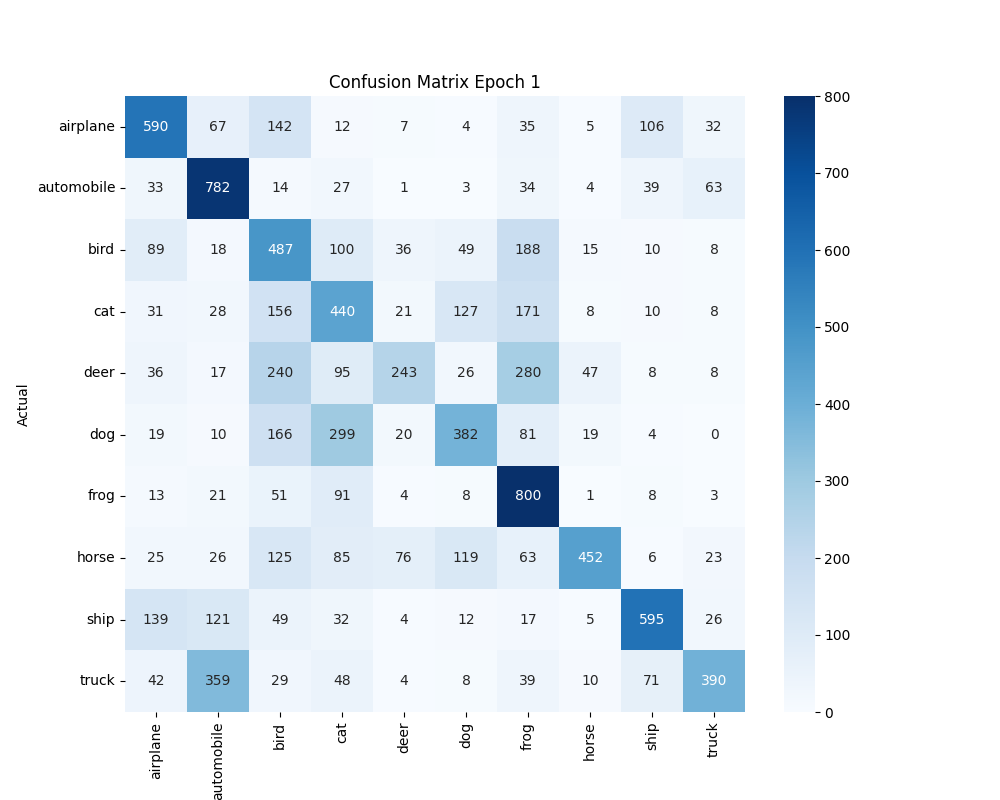 Confusion Matrix Epoch 1
airplane 590 67 142 12 7 4 35 5 106 32
automobile 33 782 14 27 1 3 34 4 39 63
bird 89 18 487 100 36 49 188 15 10 8
cat 31 28 156 440 21 127 171 8 10 8
deer 36 17 240 95 243 26 280 47 8 8
dog 19 10 166 299 20 382 81 19 4 0
frog 13 21 51 91 4 8 800 1 8 3
horse 25 26 125 85 76 119 63 452 6 23
ship 139 121 49 32 4 12 17 5 595 26
truck 42 359 29 48 4 8 39 10 71 390
Actual
airplane automobile bird cat deer dog frog horse ship truck
800
700
600
500
400
300
200
100
0